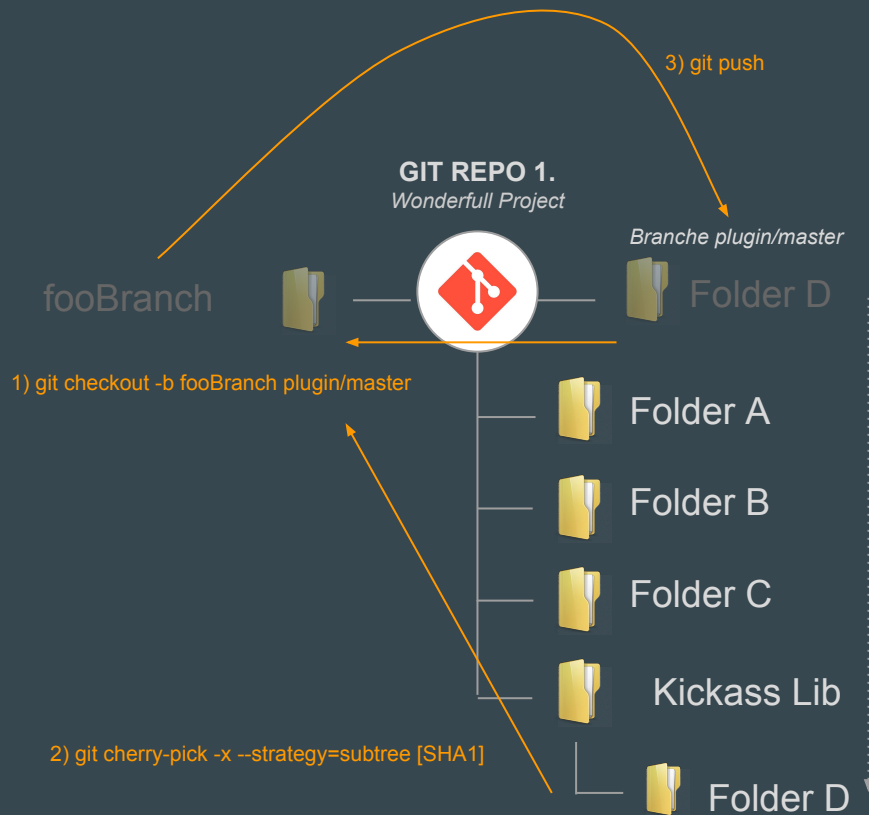 3) git push
GIT REPO 1.
Wonderfull Project
Branche plugin/master
fooBranch
Folder D
1) git checkout -b fooBranch plugin/master
Folder A
Folder B
Folder C
Kickass Lib
2) git cherry-pick -x --strategy=subtree [SHA1]
Folder D